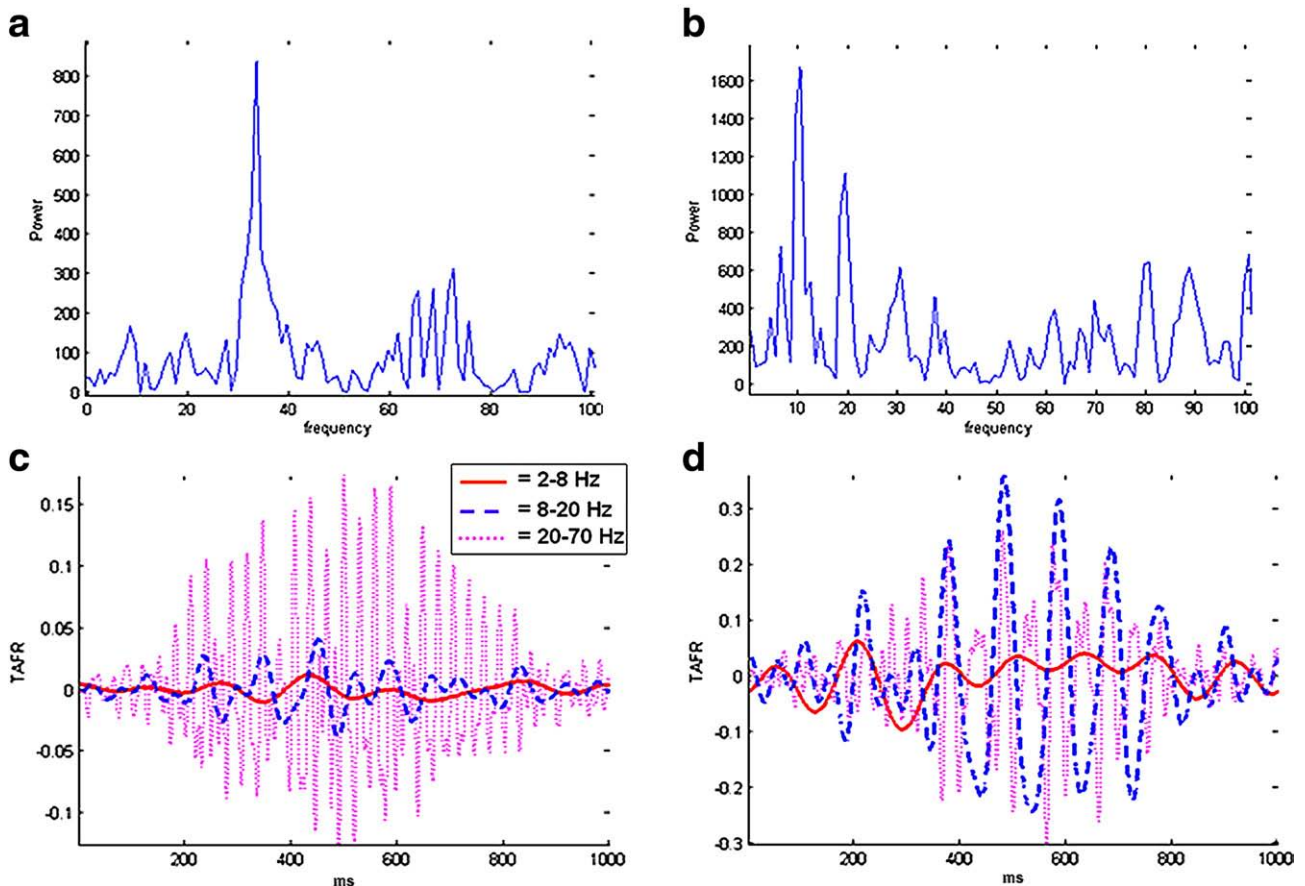 a
b
800
700
600
500
400
300
200
100
0
Power
0 20 40 60 80 100
frequency
1600
1400
1200
1000
800
600
400
200
0
Power
10 20 30 40 50 60 70 80 90 100
frequency
c
d
= 2-8 Hz
= 8-20 Hz
= 20-70 Hz
0.15
0.1
0.05
0
-0.05
-0.1
TAFR
200 400 600 800 1000
ms
0.3
0.2
0.1
0
-0.1
-0.2
-0.3
TAFR
200 400 600 800 1000
ms